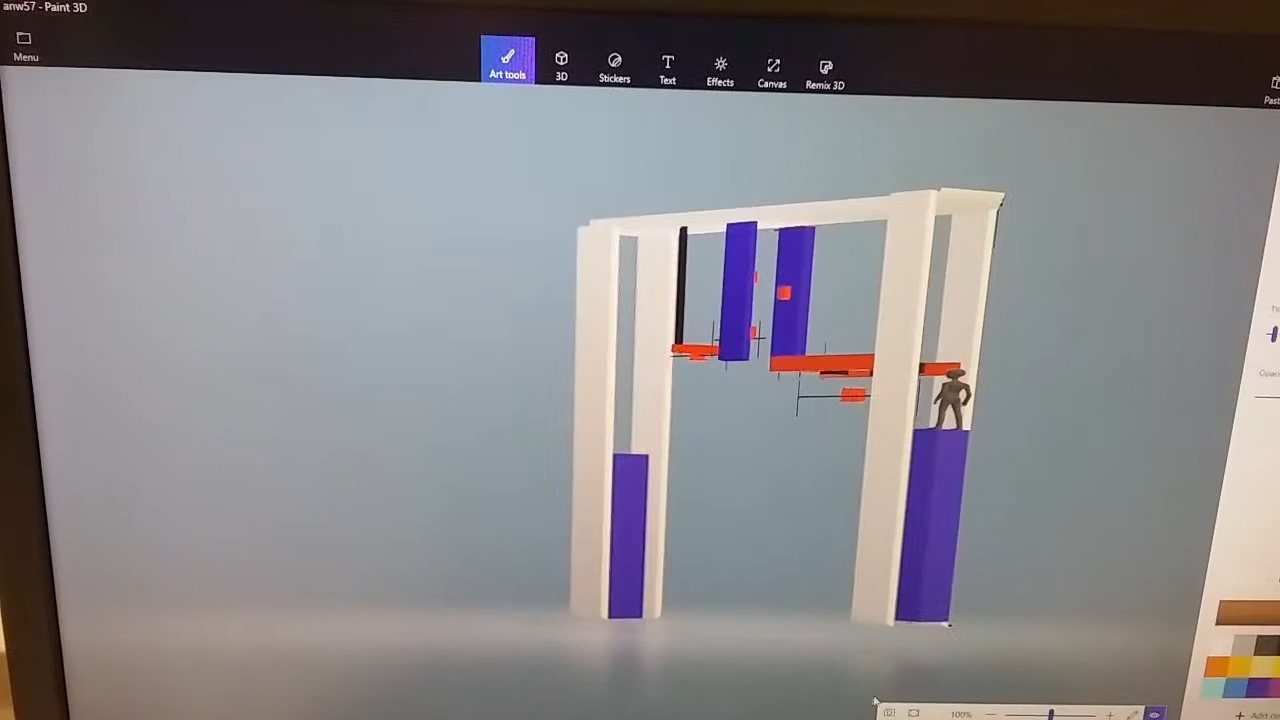 anw57 - Paint 3D
Menu
Art tools
3D
Stickers
Text
Effects
Canvas
Remix 3D
100%